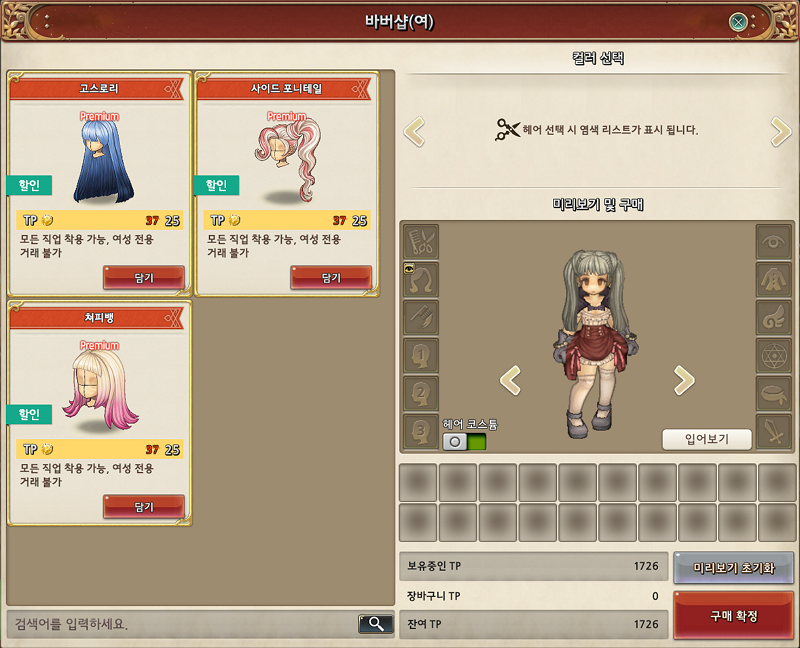 바버샵(여)
고스로리
Premium
할인
TP 37 25
모든 직업 착용 가능, 여성 전용
거래 불가
담기
사이드 포니테일
Premium
할인
TP 37 25
모든 직업 착용 가능, 여성 전용
거래 불가
담기
쳐피뱅
Premium
할인
TP 37 25
모든 직업 착용 가능, 여성 전용
거래 불가
담기
검색어를 입력하세요.
컬러 선택
헤어 선택 시 염색 리스트가 표시 됩니다.
미리보기 및 구매
1
2
3
헤어 코스튬
입어보기
보유중인 TP 1726
장바구니 TP 0
잔여 TP 1726
미리보기 초기화
구매 확정